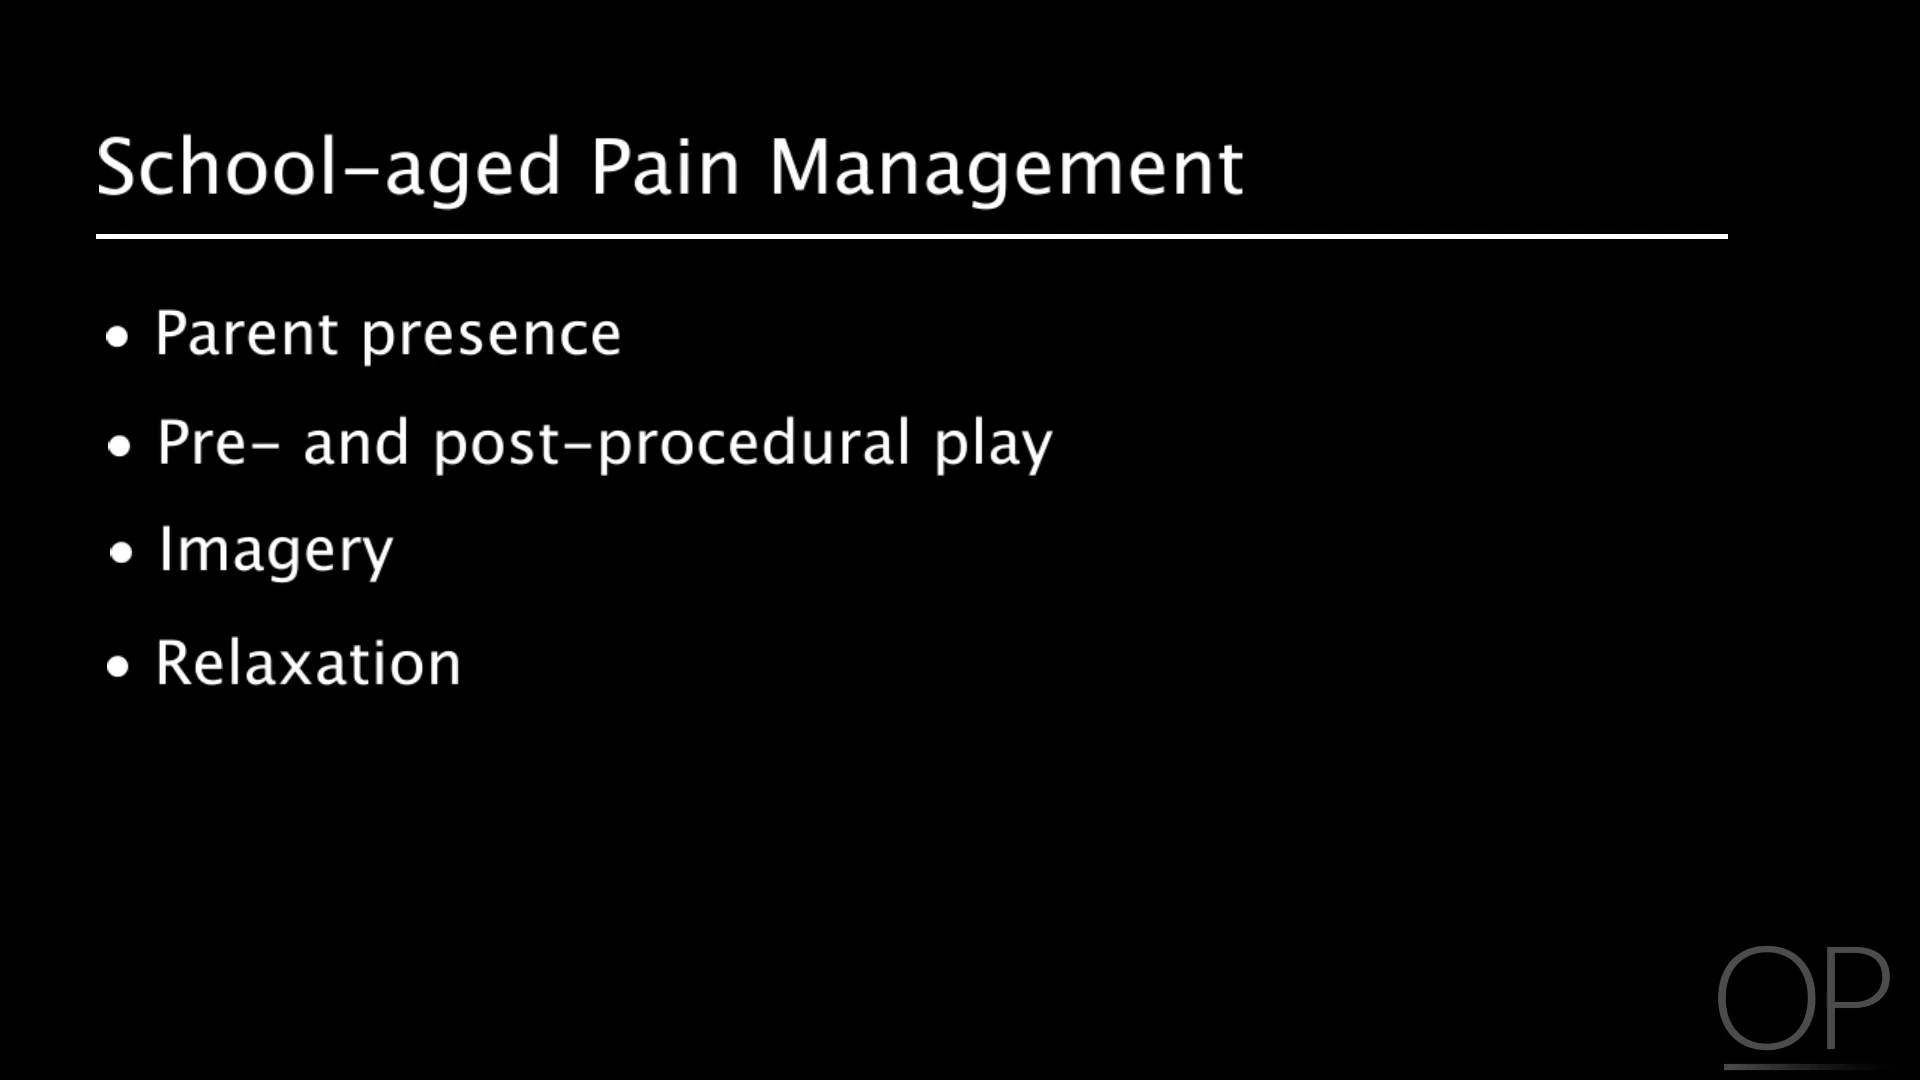 School-aged Pain Management
• Parent presence
• Pre- and post-procedural play
• Imagery
• Relaxation
OP